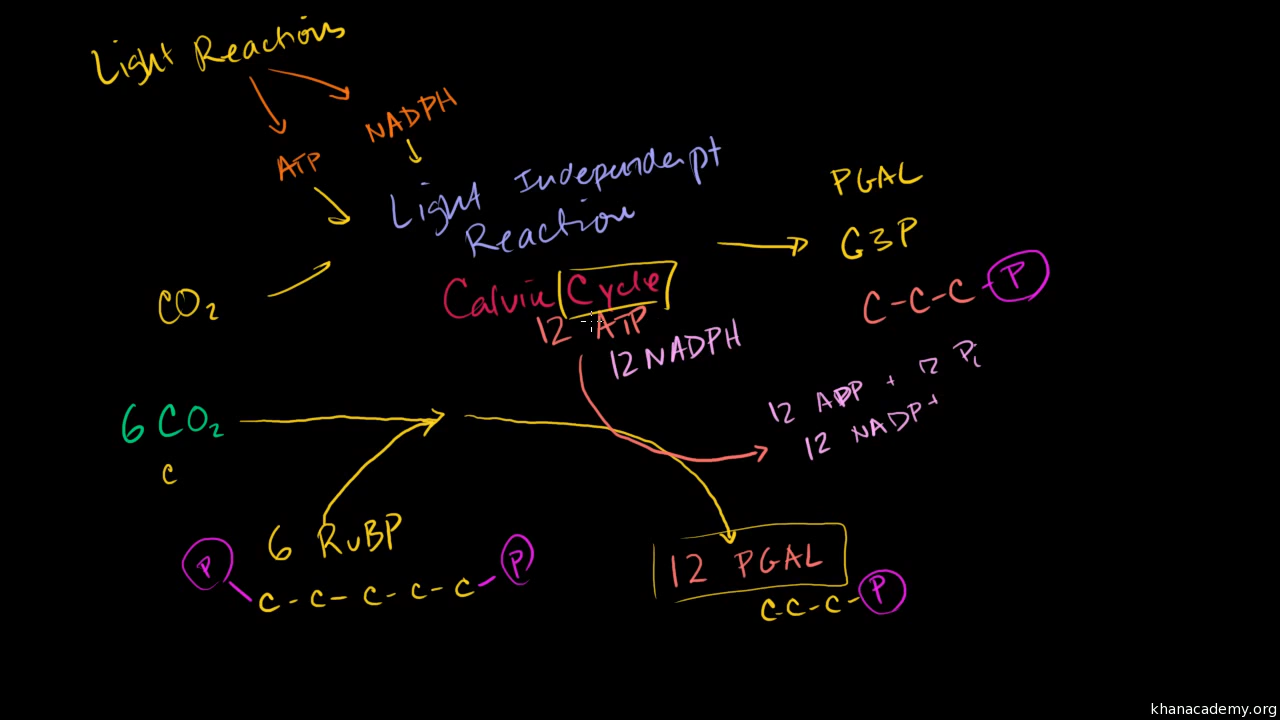 Light Reactions
NADPH
ATP
Light Independent
Reaction
PGAL
G3P
CO2
Calvin Cycle
C-C-C-P
12 ATP
12 NADPH
12 ADP + 12 Pi
12 NADP+
6 CO2
C
6 RuBP
P
P
C-C-C-C-C
12 PGAL
C-C-C-P
khanacademy.org